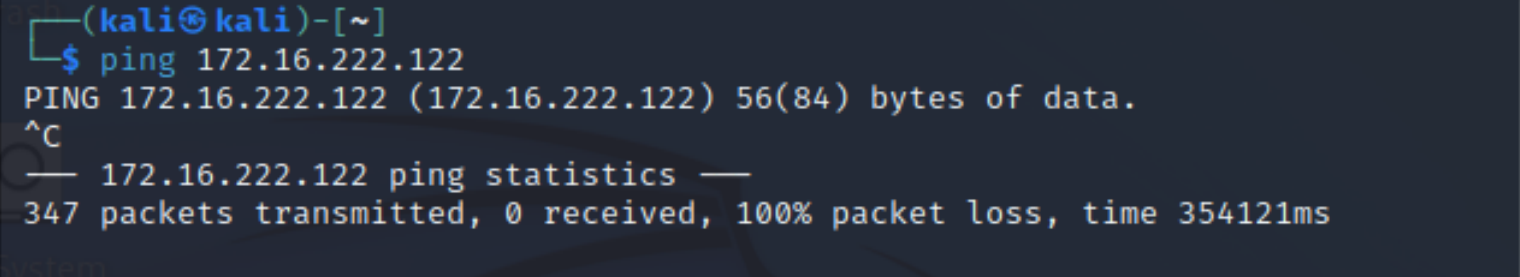 ┌──(kali㉿kali)-[~]
└─$ ping 172.16.222.122
PING 172.16.222.122 (172.16.222.122) 56(84) bytes of data.
^C
--- 172.16.222.122 ping statistics ---
347 packets transmitted, 0 received, 100% packet loss, time 354121ms
System